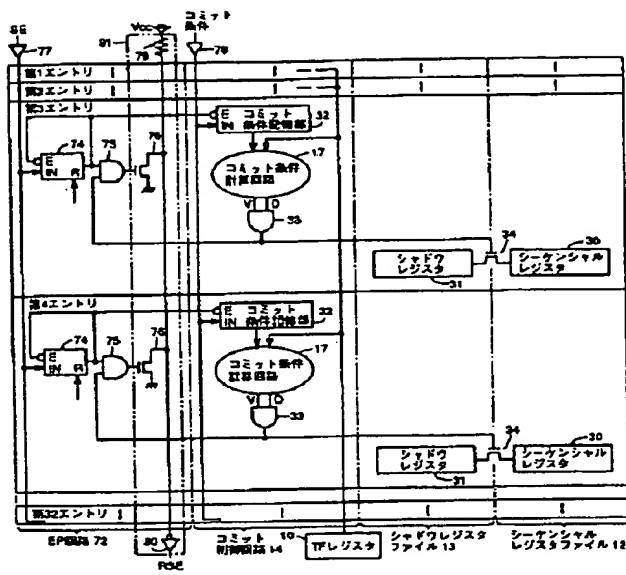 SE
77
91
Vcc
79
コミット
条件
78
第1エントリ
第2エントリ
第3エントリ
E コミット
IN 条件記憶部
32
E
IN R
74
75
76
コミット条件
計算回路
17
V D
33
34
30
シャドウ
レジスタ
31
シーケンシャル
レジスタ
第4エントリ
E コミット
IN 条件記憶部
32
E
IN R
74
75
76
コミット条件
計算回路
17
V D
33
34
30
シャドウ
レジスタ
31
シーケンシャル
レジスタ
第32エントリ
EP回路 72
80
RSE
コミット
制御回路 14
TFレジスタ
シャドウレジスタ
ファイル 13
シーケンシャル
レジスタファイル 12